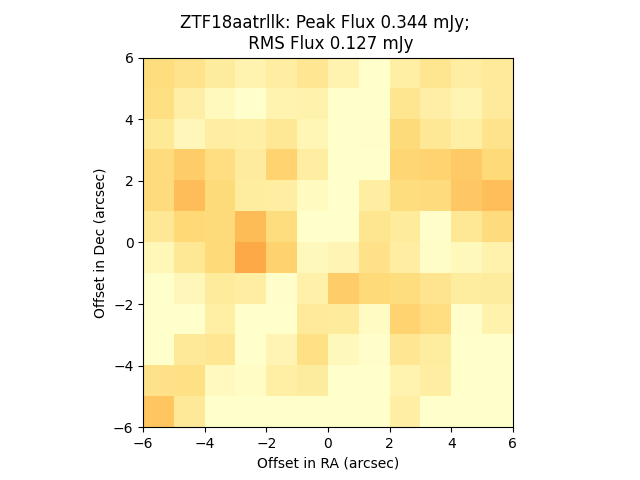 ZTF18aatrllk: Peak Flux 0.344 mJy;
RMS Flux 0.127 mJy
6
4
2
0
−2
−4
−6
Offset in Dec (arcsec)
−6 −4 −2 0 2 4 6
Offset in RA (arcsec)